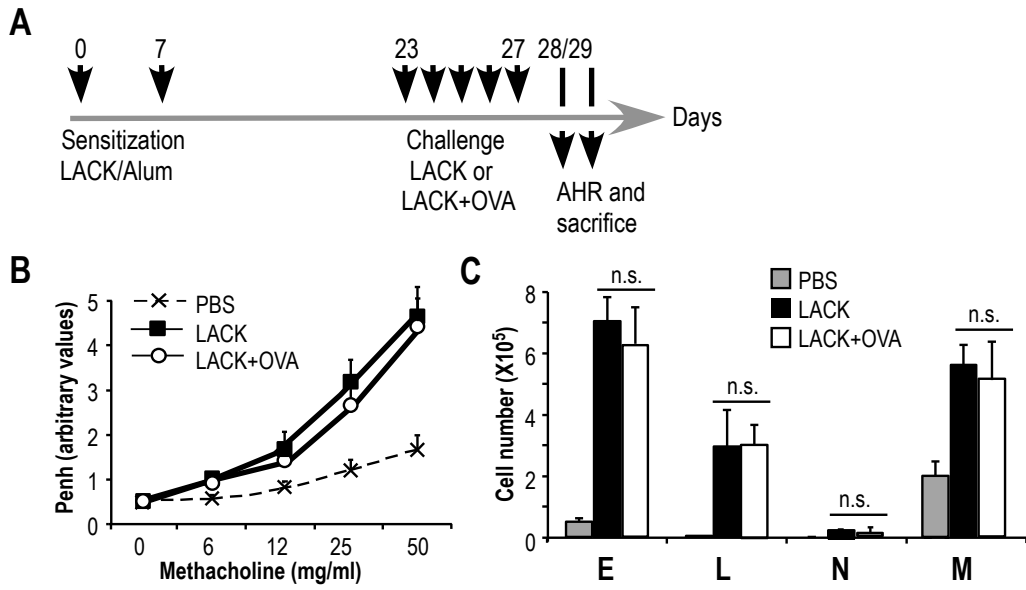 A
0 7 23 27 28/29
Days
Sensitization
LACK/Alum
Challenge
LACK or
LACK+OVA
AHR and
sacrifice
B
Penh (arbitrary values)
5
4
3
2
1
0
PBS
LACK
LACK+OVA
0 6 12 25 50
Methacholine (mg/ml)
C
Cell number (X10⁵)
8
6
4
2
0
PBS
LACK
LACK+OVA
n.s.
n.s.
n.s.
n.s.
E L N M